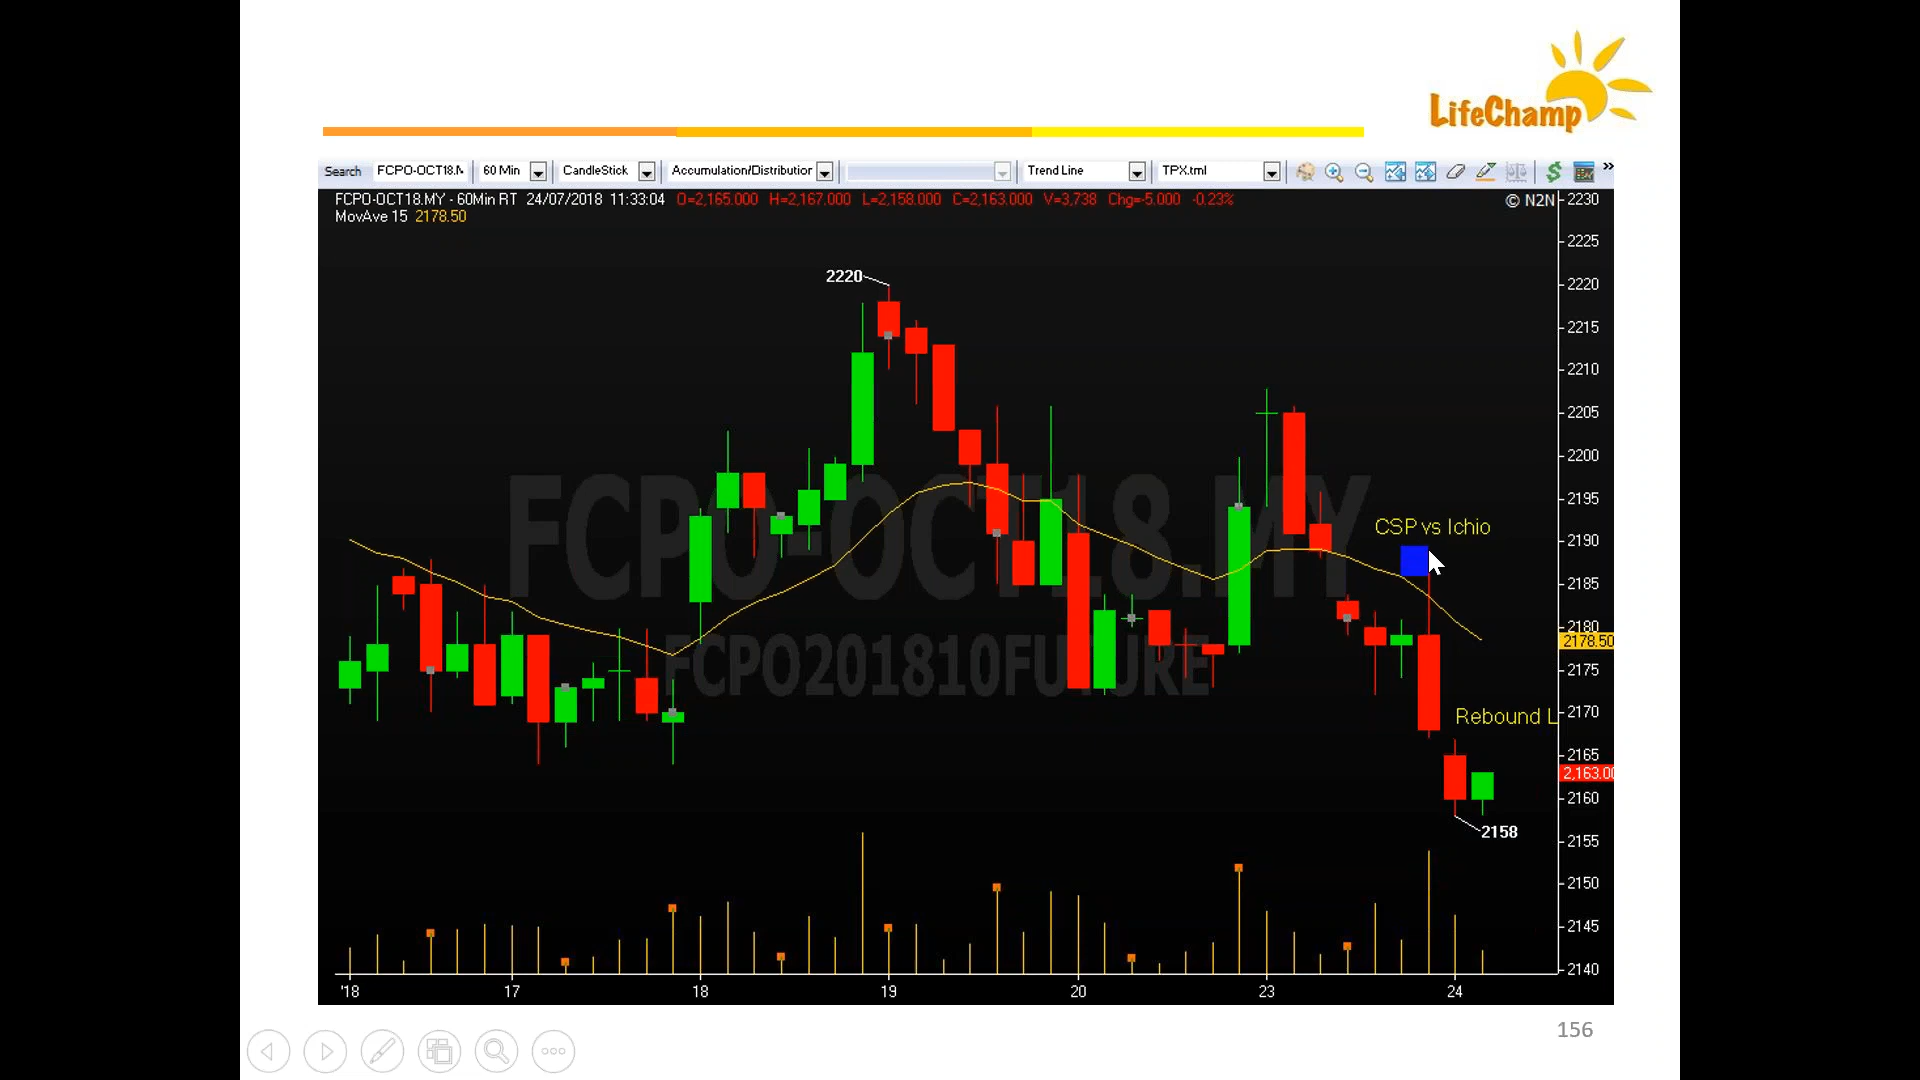 LifeChamp
Search FCPO-OCT18.M 60 Min CandleStick Accumulation/Distribution Trend Line TPX.tml
FCPO-OCT18.MY - 60Min RT 24/07/2018 11:33:04 O=2,165.000 H=2,167.000 L=2,158.000 C=2,163.000 V=3,738 Chg=-5.000 -0.23%
© N2N
MovAve 15 2178.50
2230
2225
2220
2220
2215
2210
2205
2200
2195
FCPO-OCT18.MY
CSP vs Ichio
2190
2185
2180
2178.50
FCPO201810FUTURE
2175
Rebound L
2170
2165
2,163.00
2160
2158
2155
2150
2145
2140
'18 17 18 19 20 23 24
156